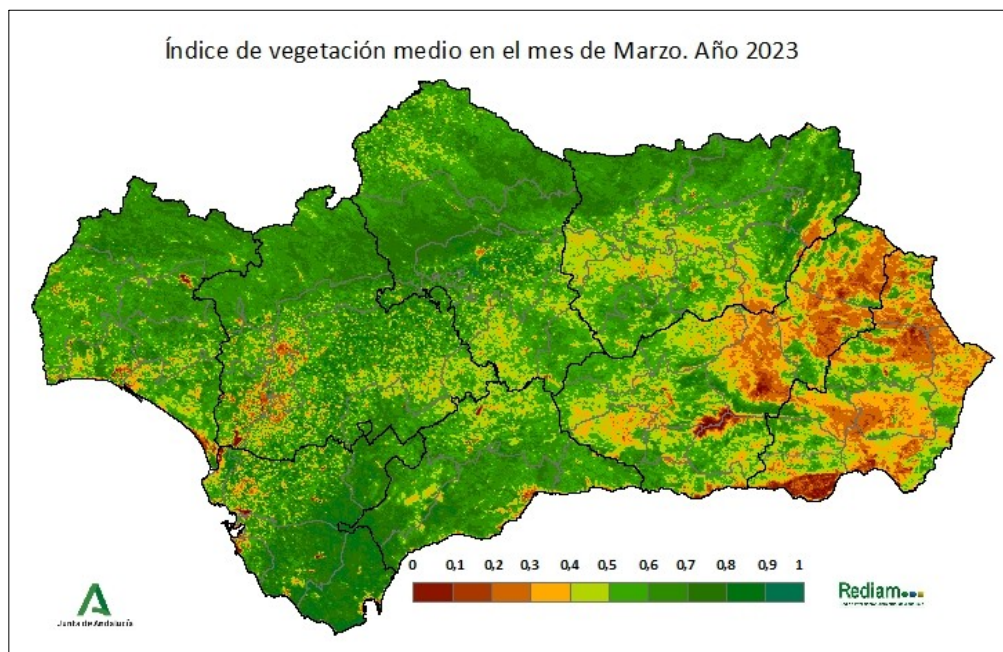 Índice de vegetación medio en el mes de Marzo. Año 2023
0 0,1 0,2 0,3 0,4 0,5 0,6 0,7 0,8 0,9 1
Junta de Andalucía
Rediam